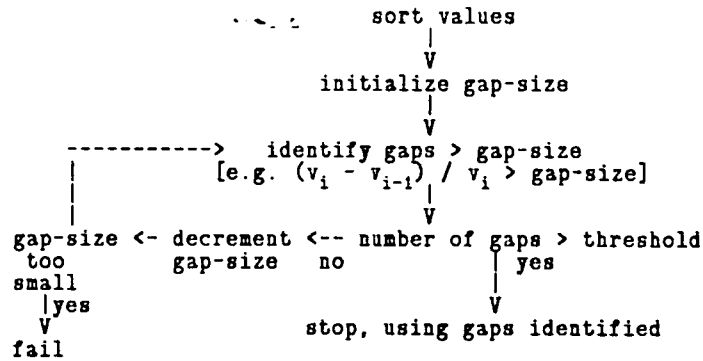 sort values
initialize gap-size
identify gaps > gap-size
[e.g. (v_i - v_{i-1}) / v_i > gap-size]
gap-size <- decrement <-- number of gaps > threshold
too gap-size no yes
small
yes
stop, using gaps identified
fail